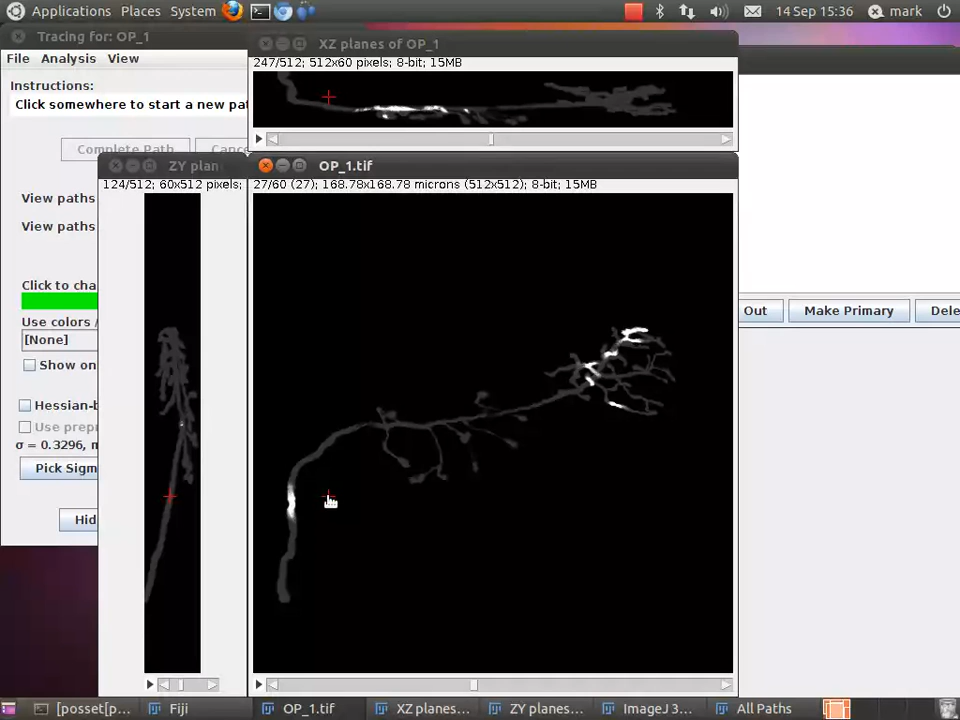 Applications Places System 14 Sep 15:36 mark
Tracing for: OP_1
File Analysis View
Instructions:
Click somewhere to start a new pat
Complete Path Canc
View paths
View paths
Click to cha
Use colors /
[None]
Show on
Hessian-b
Use prepr
σ = 0.3296, m
Pick Sigm
Hid
XZ planes of OP_1
247/512; 512x60 pixels; 8-bit; 15MB
ZY plan
124/512; 60x512 pixels;
OP_1.tif
27/60 (27); 168.78x168.78 microns (512x512); 8-bit; 15MB
Out Make Primary Dele
[posset[p... Fiji OP_1.tif XZ planes... ZY planes... ImageJ 3... All Paths